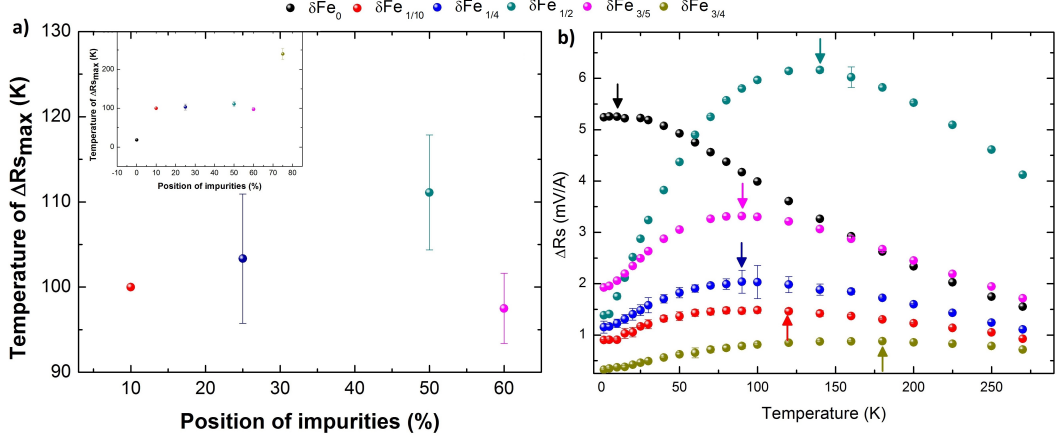 δFe0 δFe1/10 δFe1/4 δFe1/2 δFe3/5 δFe3/4
a)
Temperature of ΔRsmax (K)
130
120
110
100
90
10 20 30 40 50 60
Position of impurities (%)
Temperature of ΔRsmax (K)
200
100
0
-10 0 10 20 30 40 50 60 70 80
Position of impurities (%)
b)
ΔRs (mV/A)
6
5
4
3
2
1
0 50 100 150 200 250
Temperature (K)